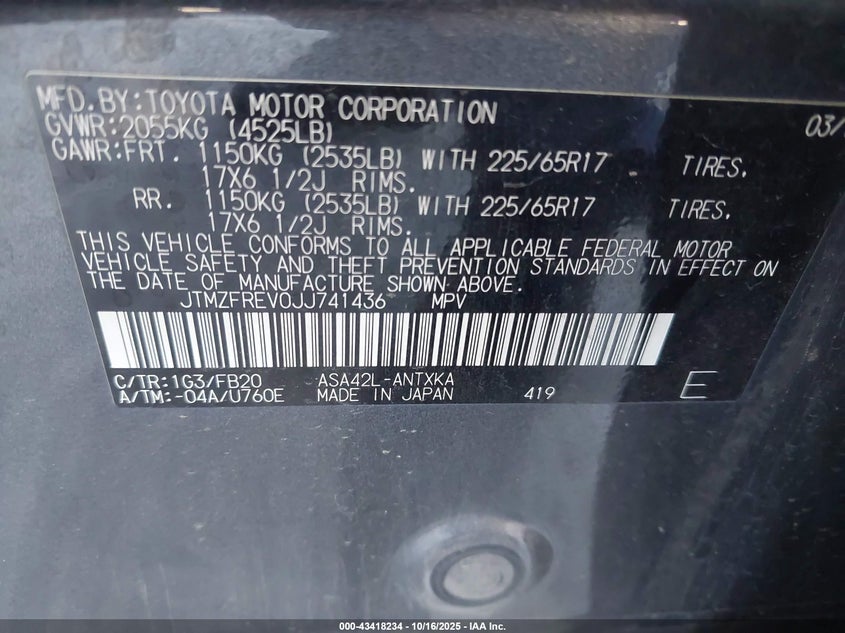 MFD.BY:TOYOTA MOTOR CORPORATION 03/
GVWR:2055KG (4525LB)
GAWR:FRT. 1150KG (2535LB) WITH 225/65R17 TIRES.
17X6 1/2J RIMS.
RR. 1150KG (2535LB) WITH 225/65R17 TIRES.
17X6 1/2J RIMS.
THIS VEHICLE CONFORMS TO ALL APPLICABLE FEDERAL MOTOR
VEHICLE SAFETY AND THEFT PREVENTION STANDARDS IN EFFECT ON
THE DATE OF MANUFACTURE SHOWN ABOVE.
JTMZFREV0JJ741436 MPV
C/TR:1G3/FB20 ASA42L-ANTXKA
A/TM:-04A/U760E MADE IN JAPAN 419 E
000-43418234 - 10/16/2025 - IAA Inc.